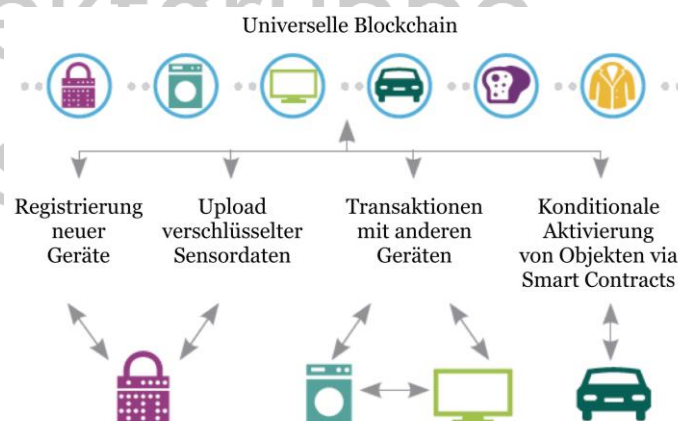 Universelle Blockchain
Registrierung
neuer
Geräte
Upload
verschlüsselter
Sensordaten
Transaktionen
mit anderen
Geräten
Konditionale
Aktivierung
von Objekten via
Smart Contracts